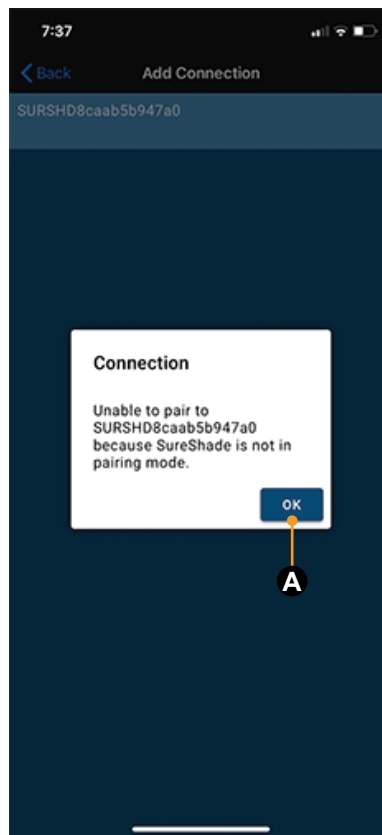 7:37
Back
Add Connection
SURSHD8caab5b947a0
Connection
Unable to pair to
SURSHD8caab5b947a0
because SureShade is not in
pairing mode.
OK
A